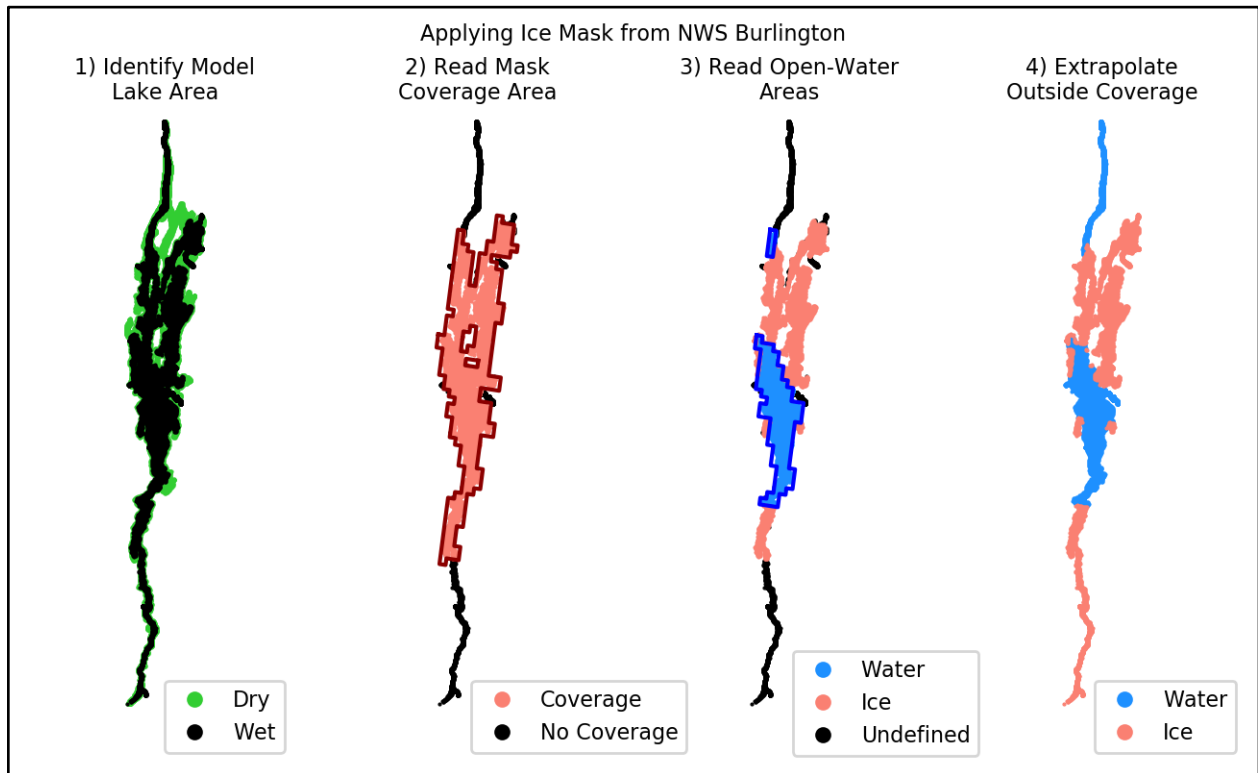 Applying Ice Mask from NWS Burlington
1) Identify Model
Lake Area
2) Read Mask
Coverage Area
3) Read Open-Water
Areas
4) Extrapolate
Outside Coverage
Dry
Wet
Coverage
No Coverage
Water
Ice
Undefined
Water
Ice